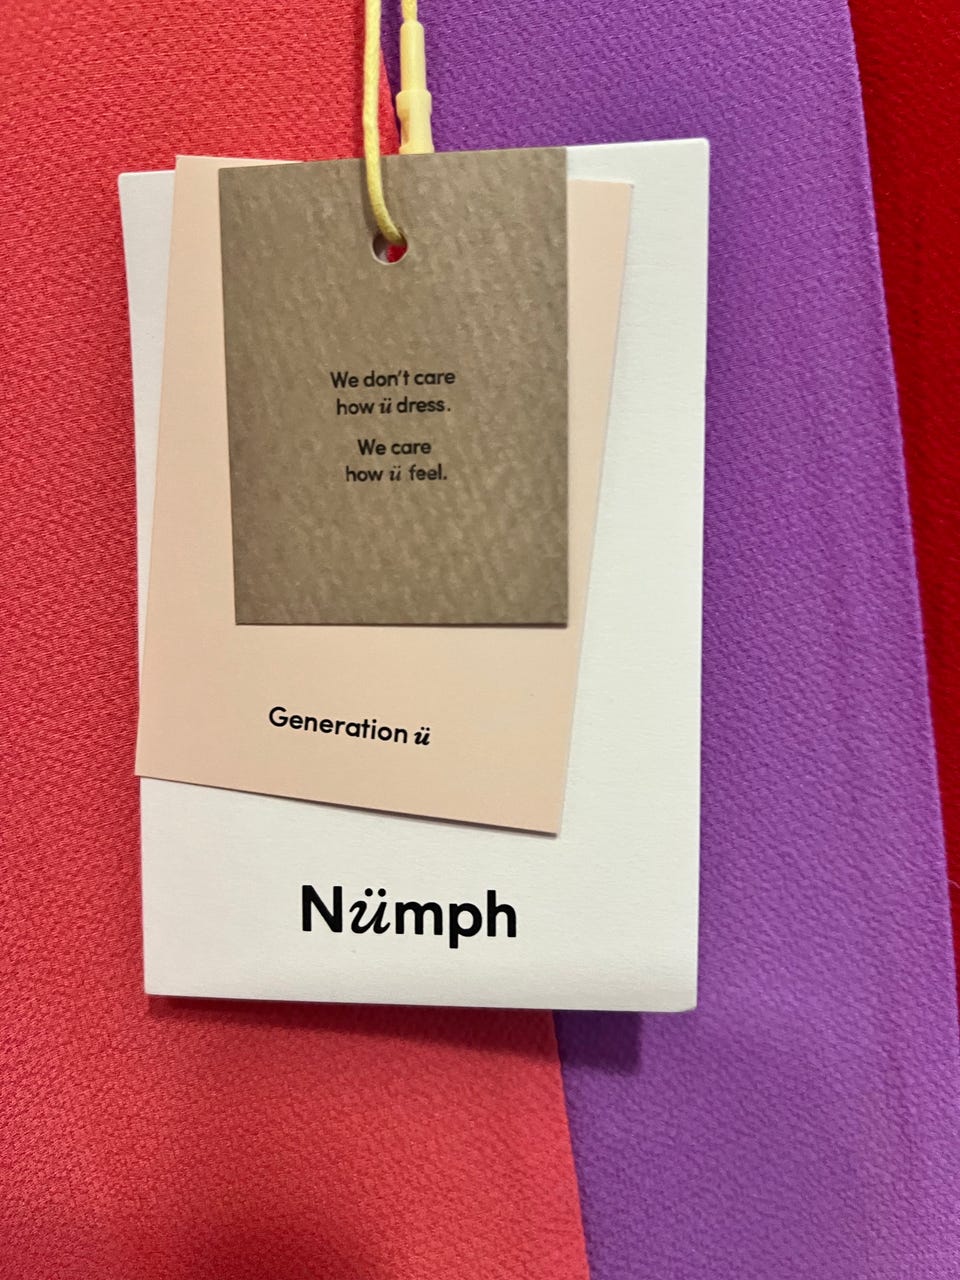 We don't care
how ü dress.
We care
how ü feel.
Generation ü
Nümph